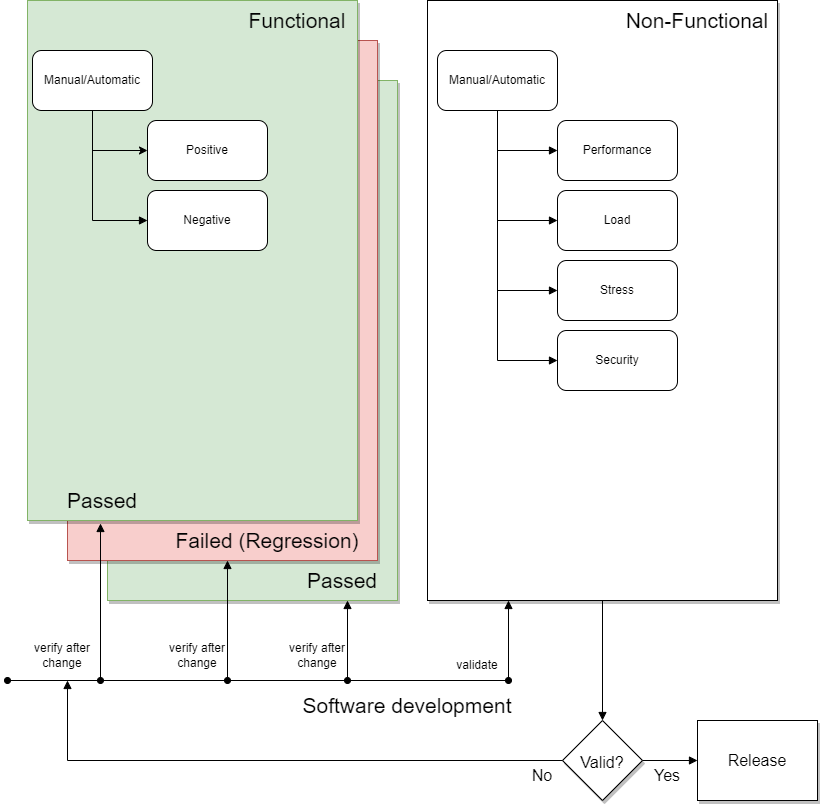 Functional
Non-Functional
Manual/Automatic
Manual/Automatic
Positive
Performance
Negative
Load
Stress
Security
Passed
Failed (Regression)
Passed
verify after
change
verify after
change
verify after
change
validate
Software development
Valid?
Release
No
Yes